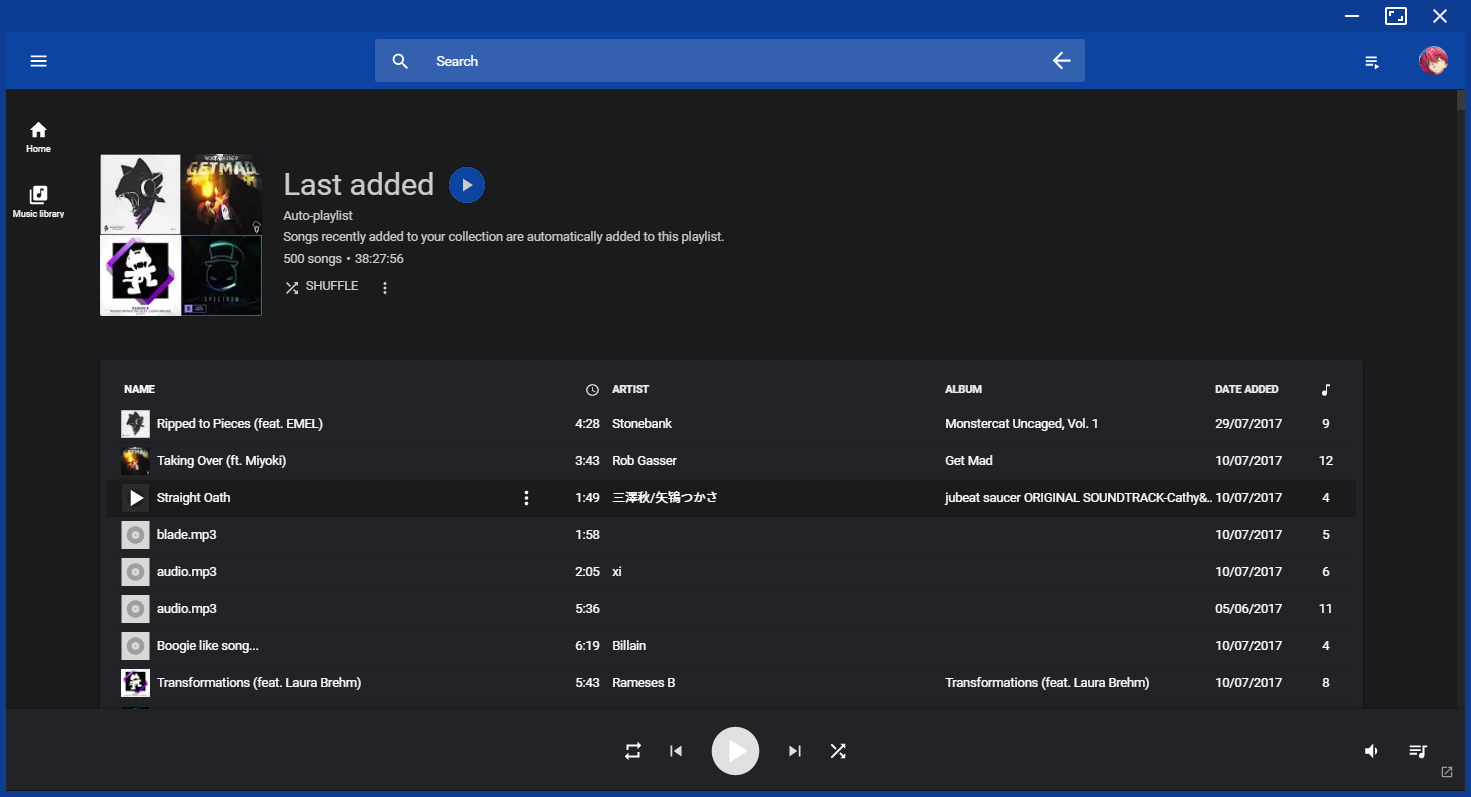 Search
Home
Music library
GET MAD
SPECTRUM
Last added
Auto-playlist
Songs recently added to your collection are automatically added to this playlist.
500 songs • 38:27:56
SHUFFLE
NAME ARTIST ALBUM DATE ADDED
Ripped to Pieces (feat. EMEL) 4:28 Stonebank Monstercat Uncaged, Vol. 1 29/07/2017 9
Taking Over (ft. Miyoki) 3:43 Rob Gasser Get Mad 10/07/2017 12
Straight Oath 1:49 三澤秋/矢鴇つかさ jubeat saucer ORIGINAL SOUNDTRACK-Cathy&.. 10/07/2017 4
blade.mp3 1:58 10/07/2017 5
audio.mp3 2:05 xi 10/07/2017 6
audio.mp3 5:36 05/06/2017 11
Boogie like song... 6:19 Billain 10/07/2017 4
Transformations (feat. Laura Brehm) 5:43 Rameses B Transformations (feat. Laura Brehm) 10/07/2017 8